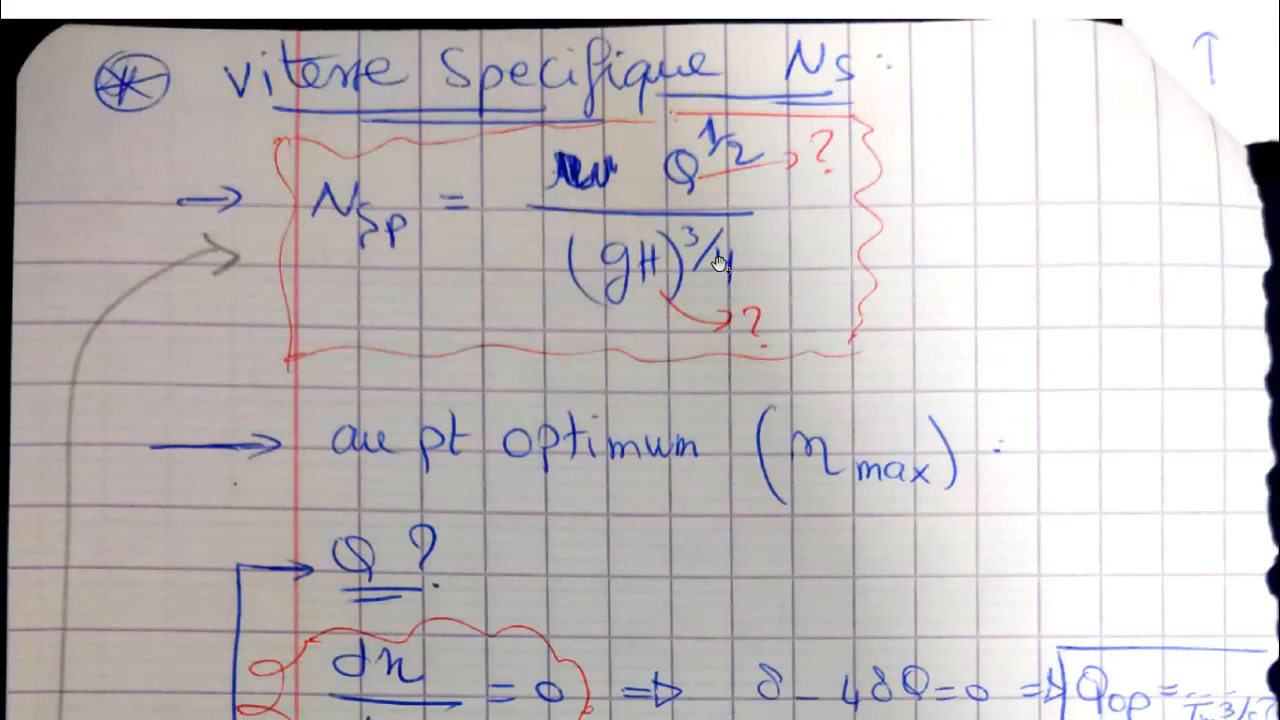 vitesse Specifique Ns:
Nsp = w Q^1/2 → ?
(gH)^3/4 → ?
→ au pt optimum (η max):
Q ?
dη = 0 ⇒ 8 - 48Q = 0 ⇒ Qop =